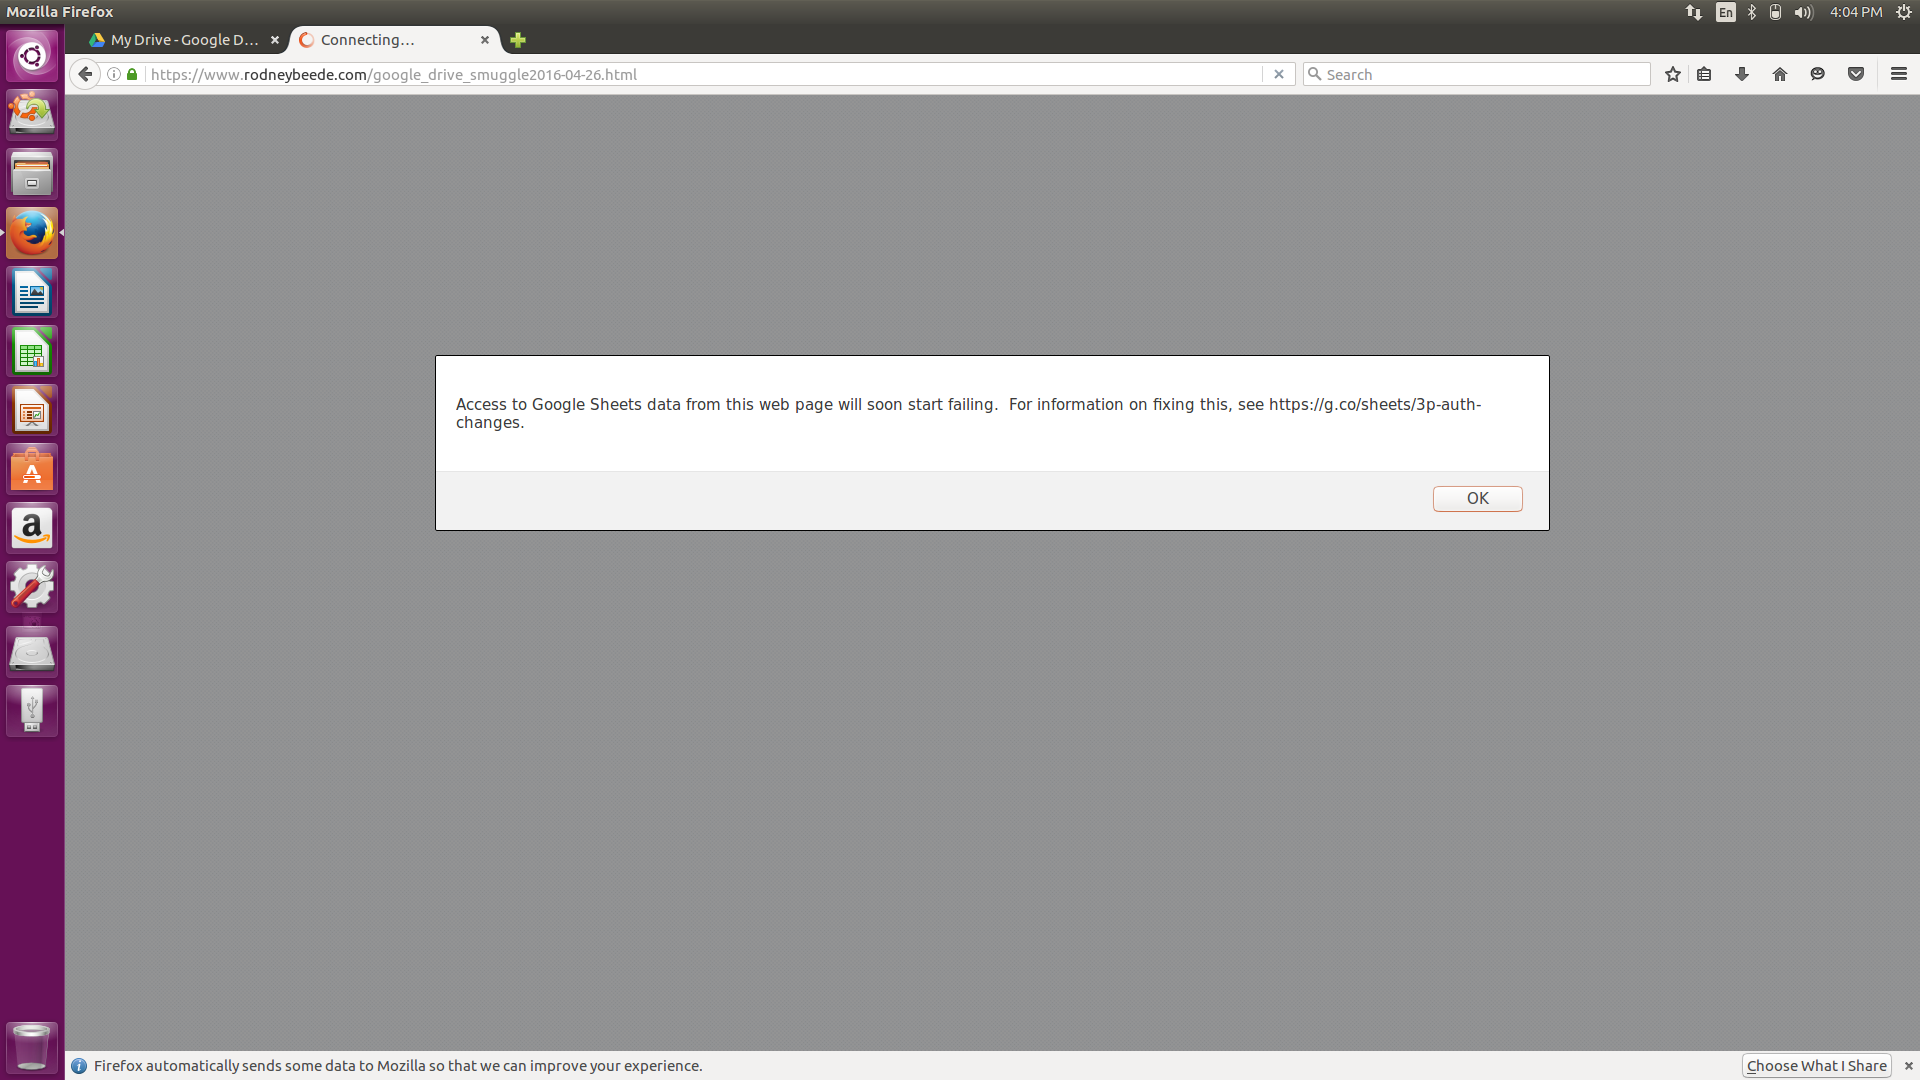 Mozilla Firefox
En
4:04 PM
My Drive - Google D...
Connecting...
https://www.rodneybeede.com/google_drive_smuggle2016-04-26.html
Search
Access to Google Sheets data from this web page will soon start failing.  For information on fixing this, see https://g.co/sheets/3p-auth-
changes.
OK
Firefox automatically sends some data to Mozilla so that we can improve your experience.
Choose What I Share